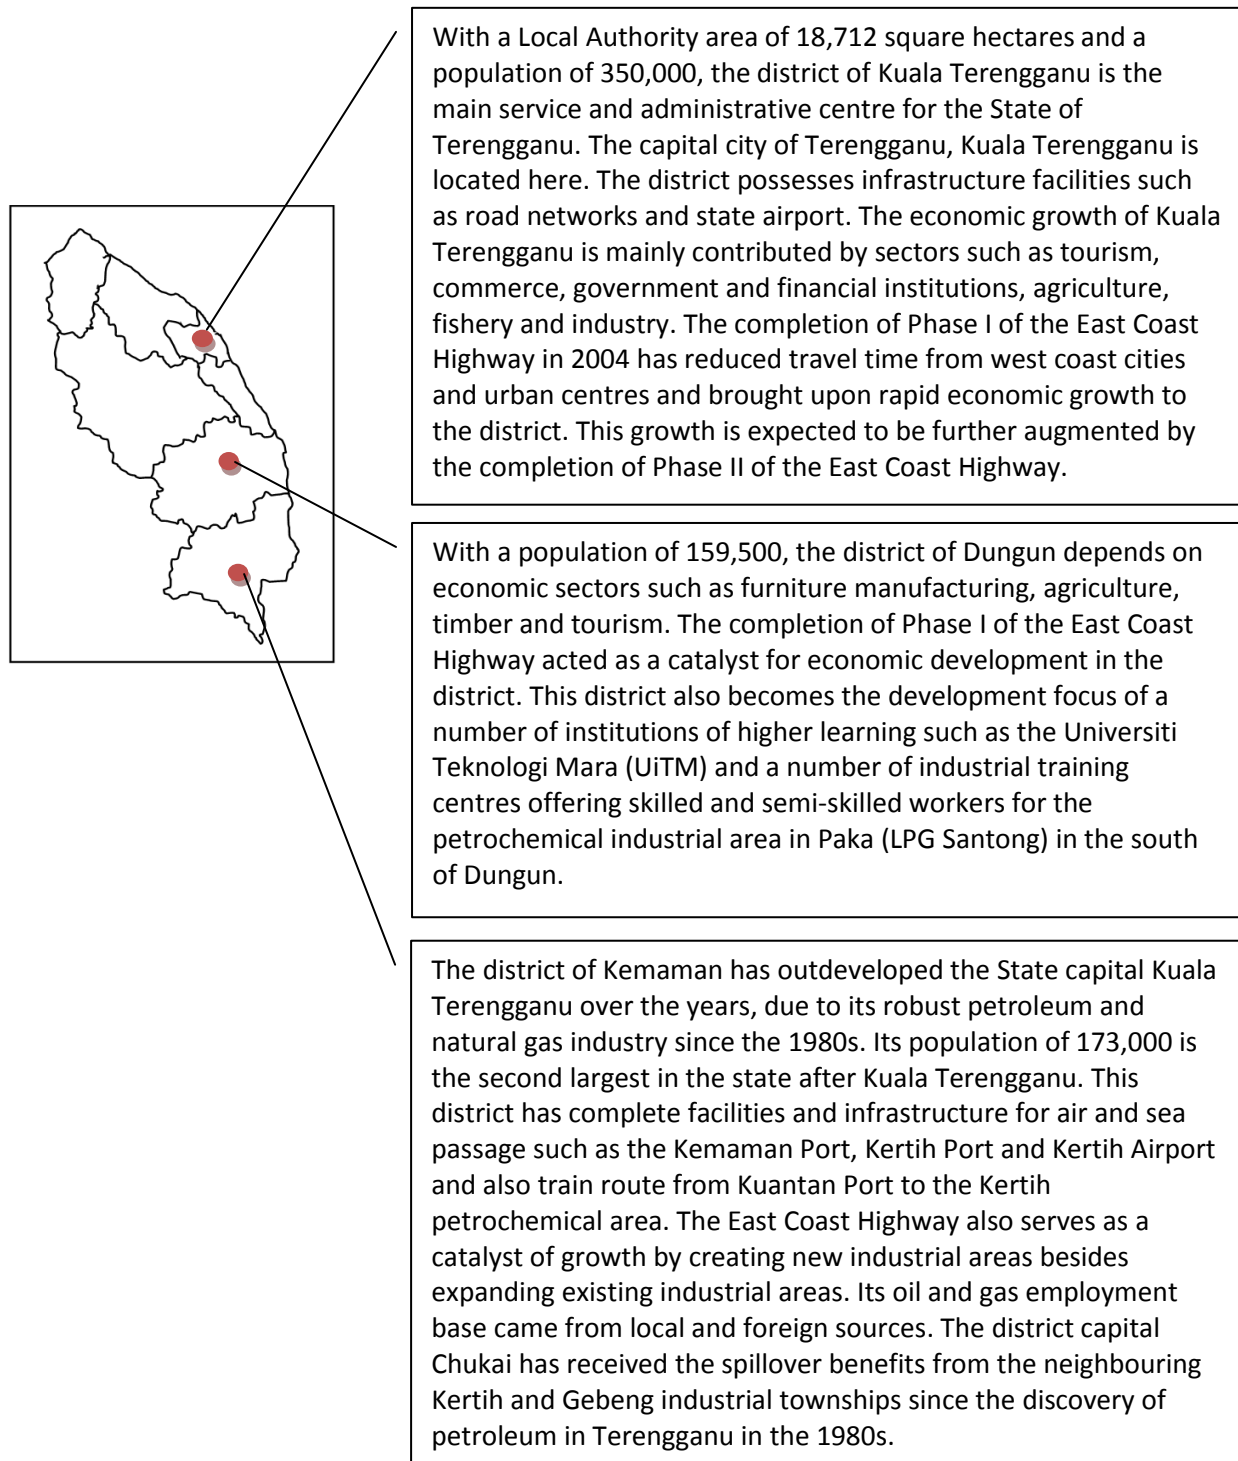 With a Local Authority area of 18,712 square hectares and a
population of 350,000, the district of Kuala Terengganu is the
main service and administrative centre for the State of
Terengganu. The capital city of Terengganu, Kuala Terengganu is
located here. The district possesses infrastructure facilities such
as road networks and state airport. The economic growth of Kuala
Terengganu is mainly contributed by sectors such as tourism,
commerce, government and financial institutions, agriculture,
fishery and industry. The completion of Phase I of the East Coast
Highway in 2004 has reduced travel time from west coast cities
and urban centres and brought upon rapid economic growth to
the district. This growth is expected to be further augmented by
the completion of Phase II of the East Coast Highway.
With a population of 159,500, the district of Dungun depends on
economic sectors such as furniture manufacturing, agriculture,
timber and tourism. The completion of Phase I of the East Coast
Highway acted as a catalyst for economic development in the
district. This district also becomes the development focus of a
number of institutions of higher learning such as the Universiti
Teknologi Mara (UiTM) and a number of industrial training
centres offering skilled and semi-skilled workers for the
petrochemical industrial area in Paka (LPG Santong) in the south
of Dungun.
The district of Kemaman has outdeveloped the State capital Kuala
Terengganu over the years, due to its robust petroleum and
natural gas industry since the 1980s. Its population of 173,000 is
the second largest in the state after Kuala Terengganu. This
district has complete facilities and infrastructure for air and sea
passage such as the Kemaman Port, Kertih Port and Kertih Airport
and also train route from Kuantan Port to the Kertih
petrochemical area. The East Coast Highway also serves as a
catalyst of growth by creating new industrial areas besides
expanding existing industrial areas. Its oil and gas employment
base came from local and foreign sources. The district capital
Chukai has received the spillover benefits from the neighbouring
Kertih and Gebeng industrial townships since the discovery of
petroleum in Terengganu in the 1980s.